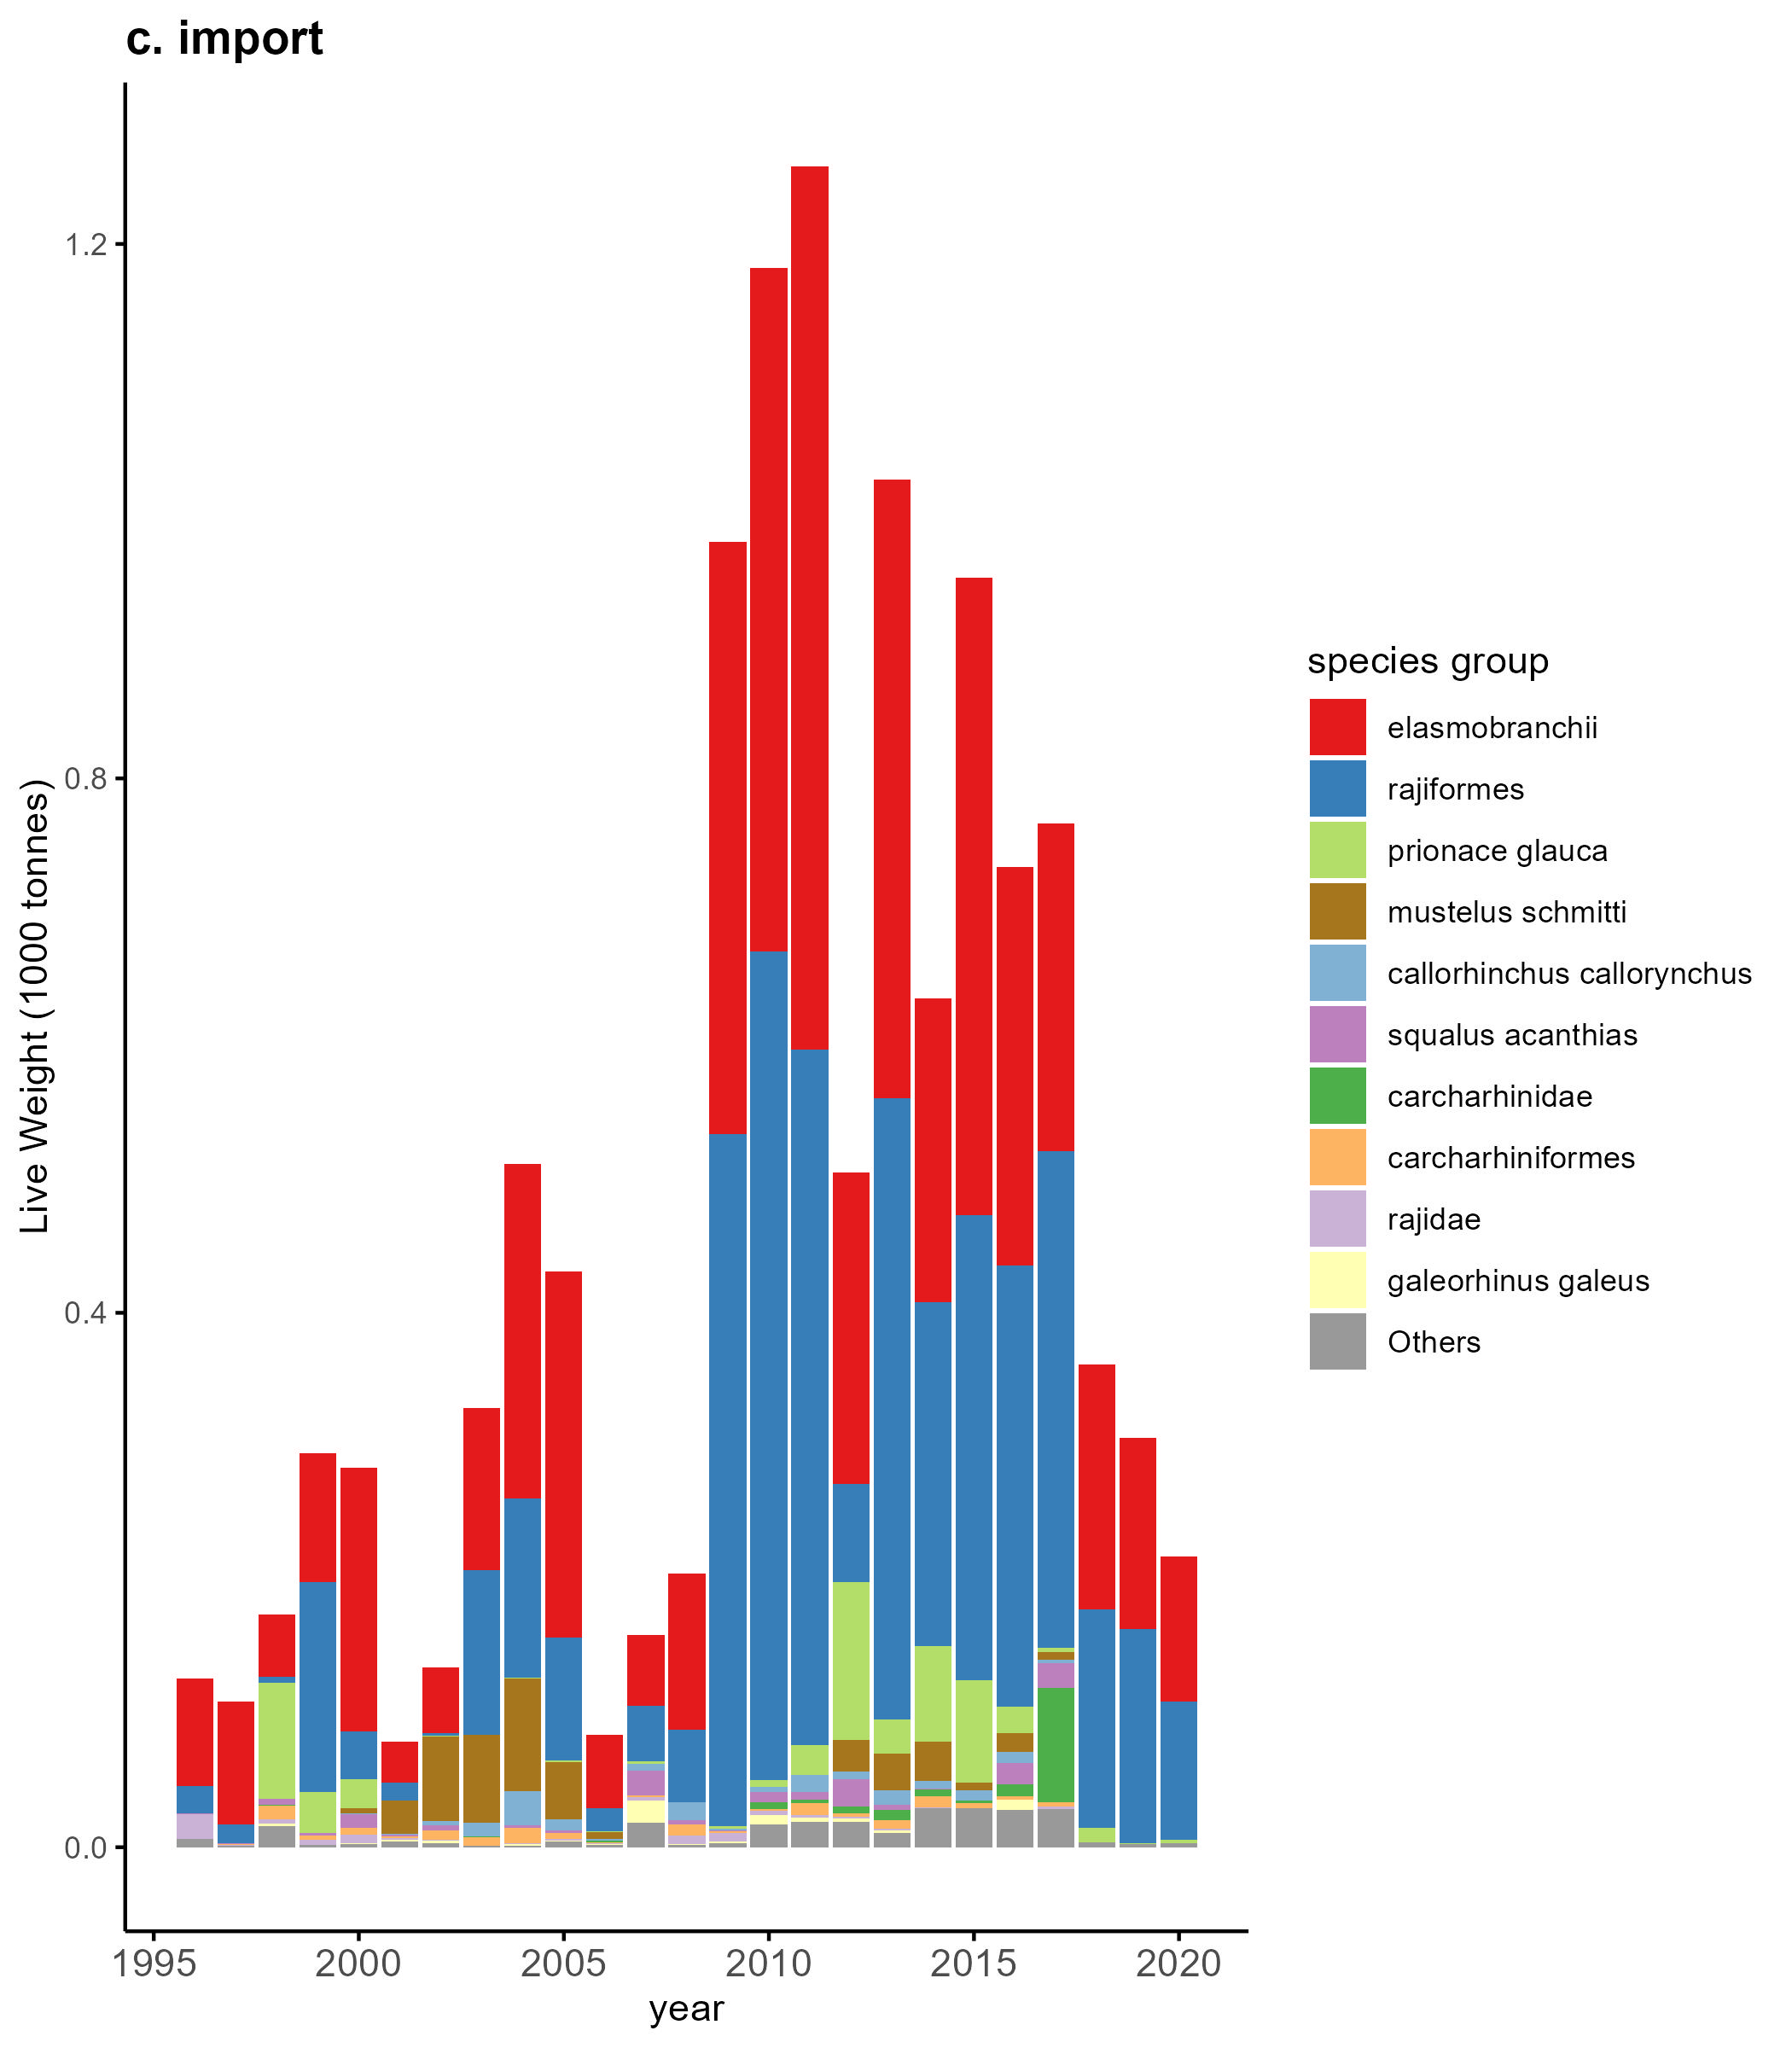 c. import
Live Weight (1000 tonnes)
1.2
0.8
0.4
0.0
1995 2000 2005 2010 2015 2020
year
species group
elasmobranchii
rajiformes
prionace glauca
mustelus schmitti
callorhinchus callorynchus
squalus acanthias
carcharhinidae
carcharhiniformes
rajidae
galeorhinus galeus
Others